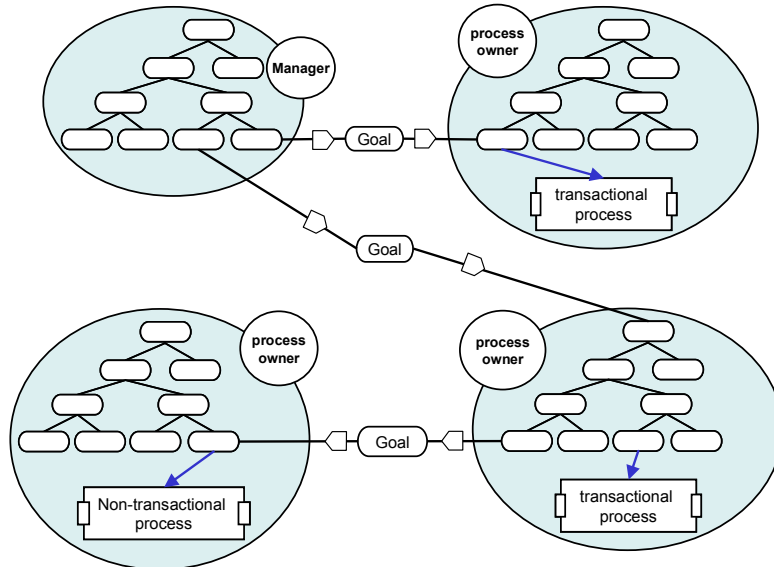 process
owner
Manager
Goal
transactional
process
Goal
process
owner
process
owner
Goal
Non-transactional
process
transactional
process